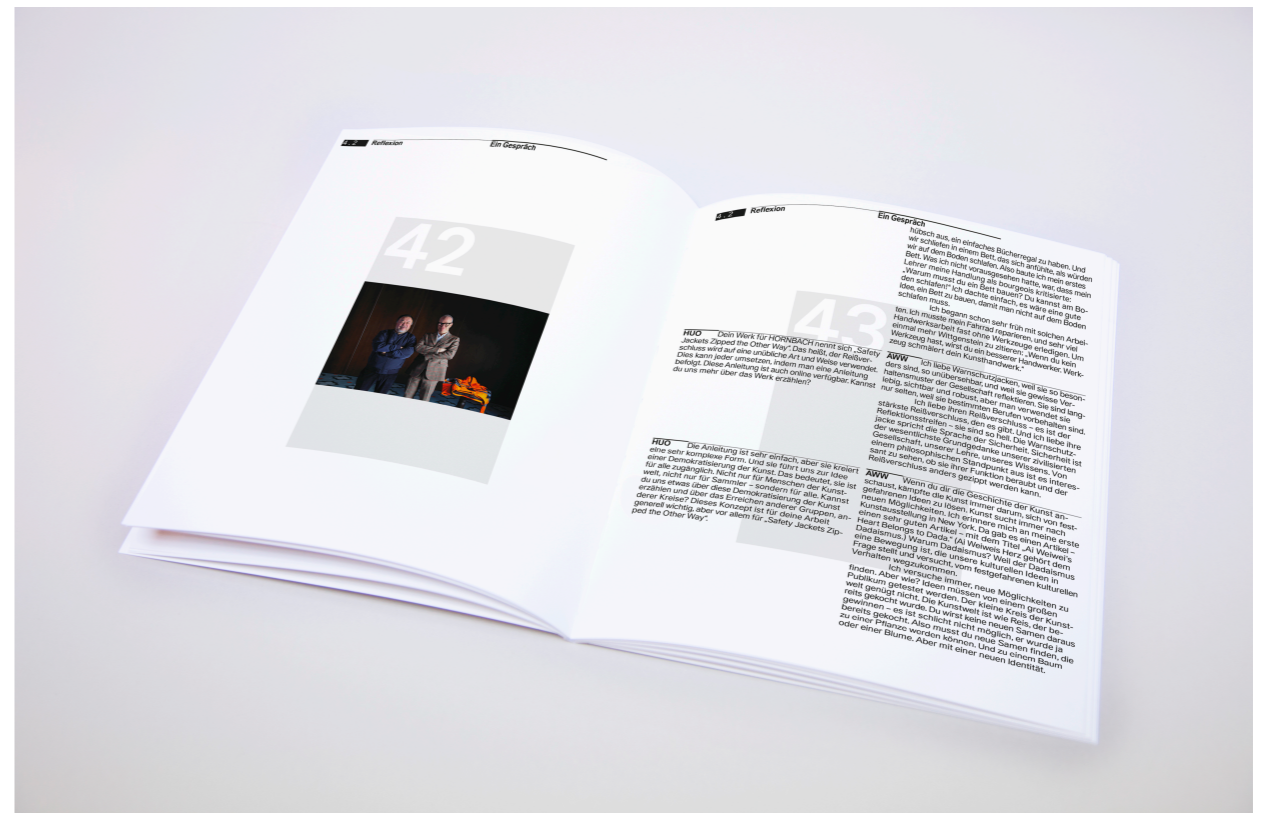 4.2 Reflexion Ein Gespräch
42
4.2 Reflexion Ein Gespräch
43
hübsch aus, ein einfaches Bücherregal zu haben. Und
wir schliefen in einem Bett, das sich anfühlte, als würden
wir auf dem Boden schlafen. Also baute ich mein erstes
Bett. Was ich nicht vorausgesehen hatte, war, dass mein
Lehrer meine Handlung als bourgeois kritisierte:
„Warum musst du ein Bett bauen? Du kannst am Bo-
den schlafen!“ Ich dachte einfach, es wäre eine gute
Idee, ein Bett zu bauen, damit man nicht auf dem Boden
schlafen muss.
Ich begann schon sehr früh mit solchen Arbei-
ten. Ich musste mein Fahrrad reparieren, und sehr viel
Handwerksarbeit fast ohne Werkzeuge erledigen. Um
einmal mehr Wittgenstein zu zitieren: „Wenn du kein
Werkzeug hast, wirst du ein besserer Handwerker. Werk-
zeug schmälert dein Kunsthandwerk.“
HUO Dein Werk für HORNBACH nennt sich „Safety
Jackets Zipped the Other Way“. Das heißt, der Reißver-
schluss wird auf eine unübliche Art und Weise verwendet.
Dies kann jeder umsetzen, indem man eine Anleitung
befolgt. Diese Anleitung ist auch online verfügbar. Kannst
du uns mehr über das Werk erzählen?
AWW Ich liebe Warnschutzjacken, weil sie so beson-
ders sind, so unübersehbar, und weil sie gewisse Ver-
haltensmuster der Gesellschaft reflektieren. Sie sind lang-
lebig, sichtbar und robust, aber man verwendet sie
nur selten, weil sie bestimmten Berufen vorbehalten sind.
Ich liebe ihren Reißverschluss – es ist der
stärkste Reißverschluss, den es gibt. Und ich liebe ihre
Reflektionsstreifen – sie sind so hell. Die Warnschutz-
jacke spricht die Sprache der Sicherheit. Sicherheit ist
der wesentlichste Grundgedanke unserer zivilisierten
Gesellschaft, unserer Lehre, unseres Wissens. Von
einem philosophischen Standpunkt aus ist es interes-
sant zu sehen, ob sie ihrer Funktion beraubt und der
Reißverschluss anders gezippt werden kann.
HUO Die Anleitung ist sehr einfach, aber sie kreiert
eine sehr komplexe Form. Und sie führt uns zur Idee
einer Demokratisierung der Kunst. Das bedeutet, sie ist
für alle zugänglich. Nicht nur für Menschen der Kunst-
welt, nicht nur für Sammler – sondern für alle. Kannst
du uns etwas über diese Demokratisierung der Kunst
erzählen und über das Erreichen anderer Gruppen, an-
derer Kreise? Dieses Konzept ist für deine Arbeit
generell wichtig, aber vor allem für „Safety Jackets Zip-
ped the Other Way“.
AWW Wenn du dir die Geschichte der Kunst an-
schaust, kämpfte die Kunst immer darum, sich von fest-
gefahrenen Ideen zu lösen. Kunst sucht immer nach
neuen Möglichkeiten. Ich erinnere mich an meine erste
Kunstausstellung in New York. Da gab es einen Artikel –
einen sehr guten Artikel – mit dem Titel „Ai Weiwei's
Heart Belongs to Dada.“ (Ai Weiweis Herz gehört dem
Dadaismus.) Warum Dadaismus? Weil der Dadaismus
eine Bewegung ist, die unsere kulturellen Ideen in
Frage stellt und versucht, vom festgefahrenen kulturellen
Verhalten wegzukommen.
Ich versuche immer, neue Möglichkeiten zu
finden. Aber wie? Ideen müssen von einem großen
Publikum getestet werden. Der kleine Kreis der Kunst-
welt genügt nicht. Die Kunstwelt ist wie Reis, der be-
reits gekocht wurde. Du wirst keine neuen Samen daraus
gewinnen – es ist schlicht nicht möglich, er wurde ja
bereits gekocht. Also musst du neue Samen finden, die
zu einer Pflanze werden können. Und zu einem Baum
oder einer Blume. Aber mit einer neuen Identität.